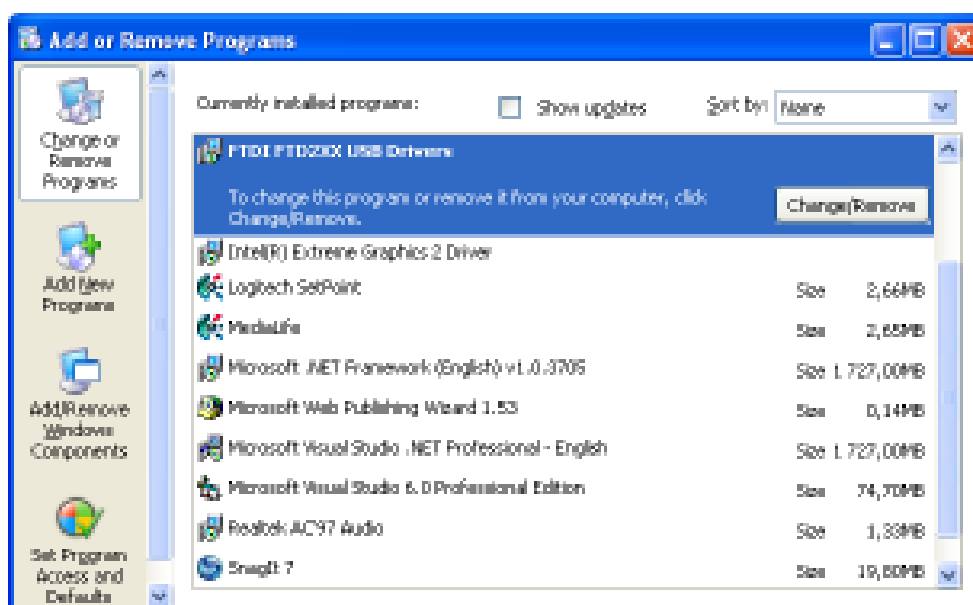 Add or Remove Programs
Change or
Remove
Programs
Add New
Programs
Add/Remove
Windows
Components
Set Program
Access and
Defaults
Currently installed programs:
Show updates
Sort by: Name
FTDI FTD2XX USB Drivers
To change this program or remove it from your computer, click
Change/Remove.
Change/Remove
Intel(R) Extreme Graphics 2 Driver
Logitech SetPoint Size 2,66MB
MediaLife Size 2,65MB
Microsoft .NET Framework (English) v1.0.3705 Size 1.727,00MB
Microsoft Web Publishing Wizard 1.53 Size 0,14MB
Microsoft Visual Studio .NET Professional - English Size 1.727,00MB
Microsoft Visual Studio 6.0 Professional Edition Size 74,70MB
Realtek AC'97 Audio Size 1,33MB
SnagIt 7 Size 19,80MB